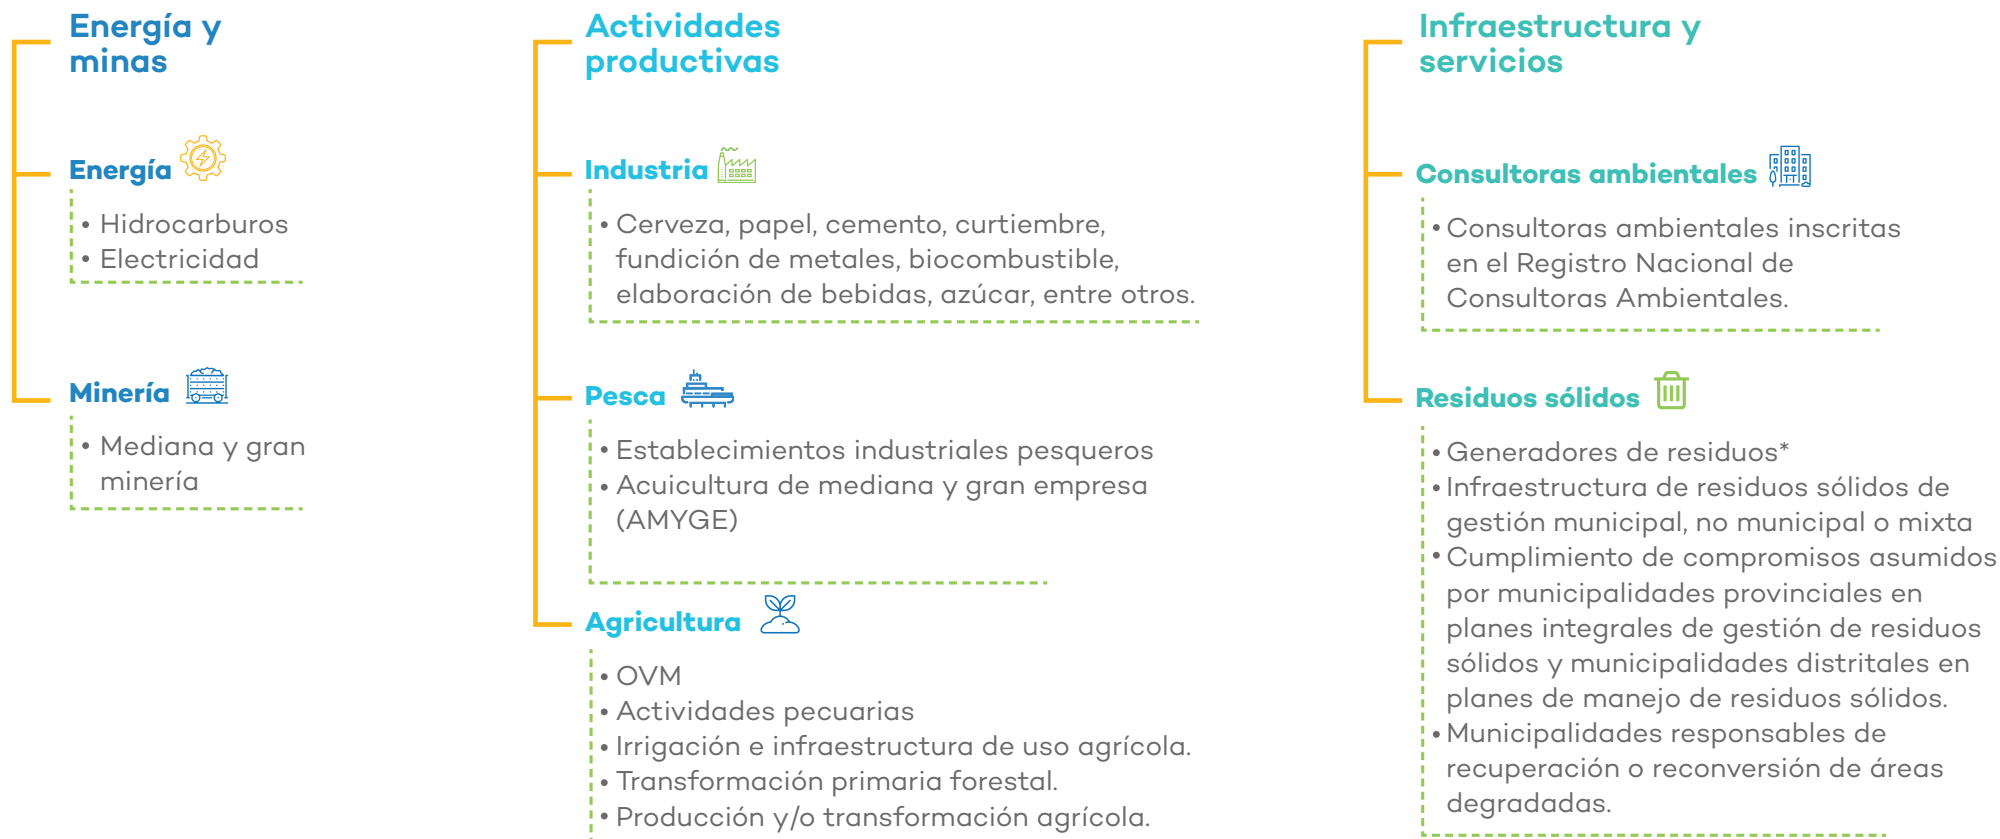 Energía y
minas
Energía
• Hidrocarburos
• Electricidad
Minería
• Mediana y gran
minería
Actividades
productivas
Industria
• Cerveza, papel, cemento, curtiembre,
fundición de metales, biocombustible,
elaboración de bebidas, azúcar, entre otros.
Pesca
• Establecimientos industriales pesqueros
• Acuicultura de mediana y gran empresa
(AMYGE)
Agricultura
• OVM
• Actividades pecuarias
• Irrigación e infraestructura de uso agrícola.
• Transformación primaria forestal.
• Producción y/o transformación agrícola.
Infraestructura y
servicios
Consultoras ambientales
• Consultoras ambientales inscritas
en el Registro Nacional de
Consultoras Ambientales.
Residuos sólidos
• Generadores de residuos*
• Infraestructura de residuos sólidos de
gestión municipal, no municipal o mixta
• Cumplimiento de compromisos asumidos
por municipalidades provinciales en
planes integrales de gestión de residuos
sólidos y municipalidades distritales en
planes de manejo de residuos sólidos.
• Municipalidades responsables de
recuperación o reconversión de áreas
degradadas.